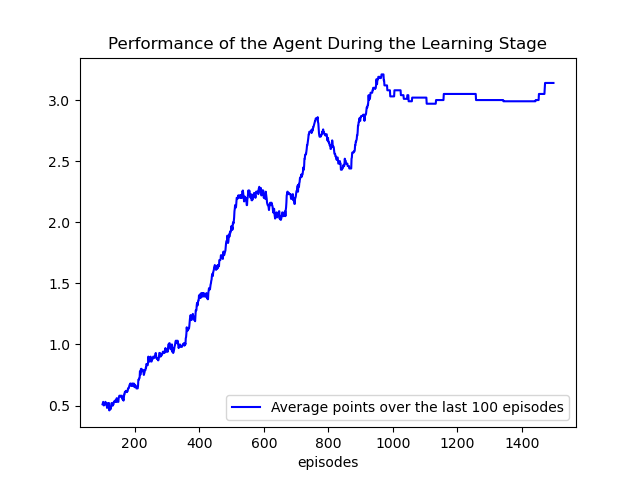 Performance of the Agent During the Learning Stage
3.0
2.5
2.0
1.5
1.0
0.5
Average points over the last 100 episodes
200 400 600 800 1000 1200 1400
episodes